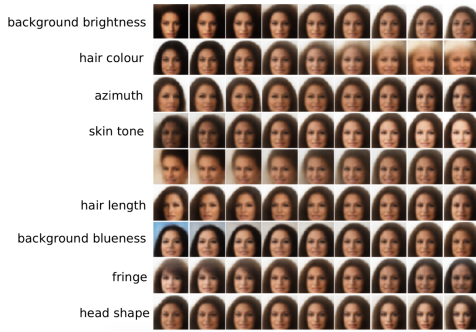 background brightness
hair colour
azimuth
skin tone
hair length
background blueness
fringe
head shape